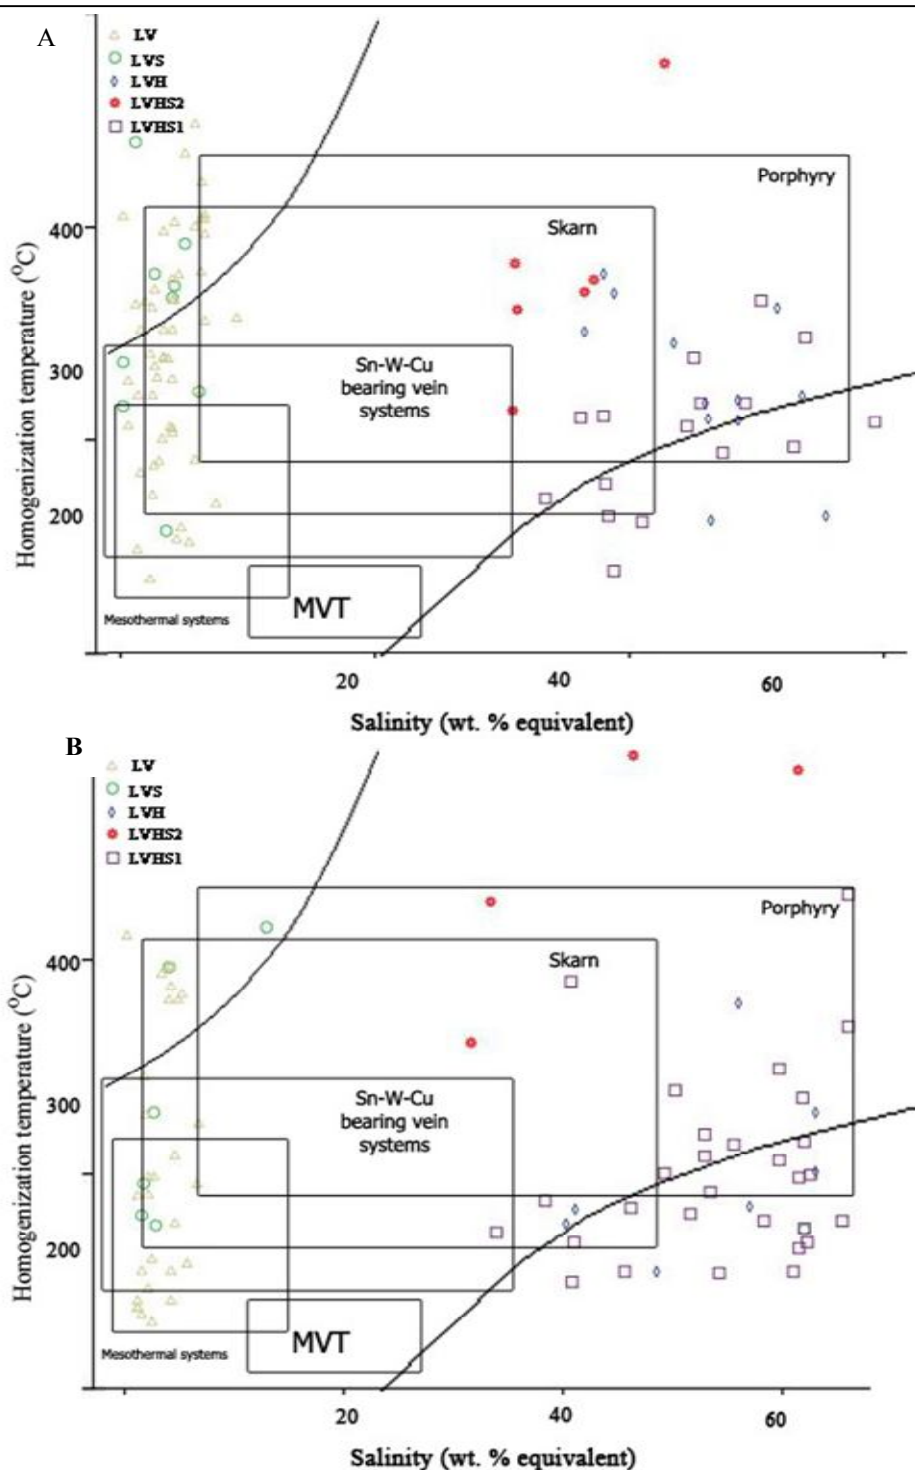 A
LV
LVS
LVH
LVHS2
LVHS1
Porphyry
Skarn
Sn-W-Cu
bearing vein
systems
MVT
Mesothermal systems
400
300
200
Homogenization temperature (°C)
20
40
60
Salinity (wt. % equivalent)
B
LV
LVS
LVH
LVHS2
LVHS1
Porphyry
Skarn
Sn-W-Cu
bearing vein
systems
MVT
Mesothermal systems
400
300
200
Homogenization temperature (°C)
20
40
60
Salinity (wt. % equivalent)